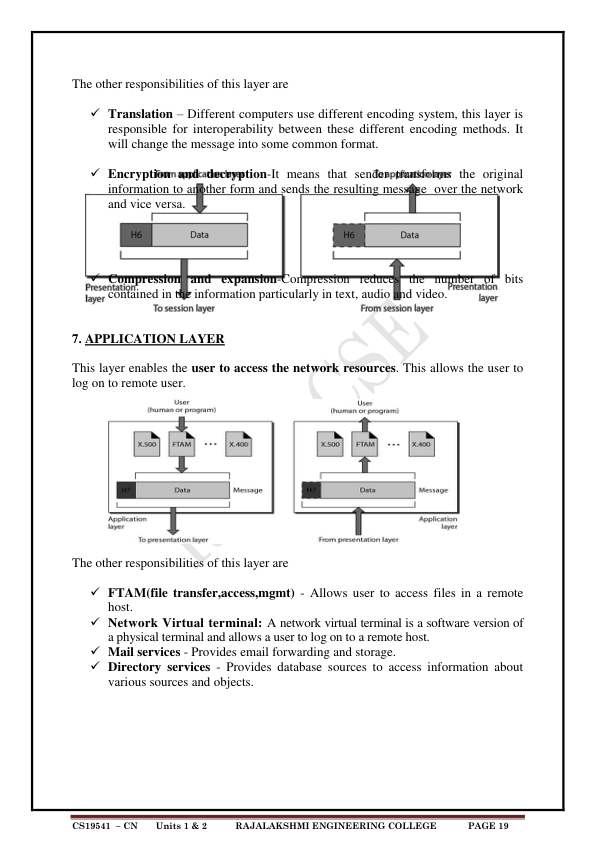 The other responsibilities of this layer are
✓ Translation – Different computers use different encoding system, this layer is
responsible for interoperability between these different encoding methods. It
will change the message into some common format.
✓ Encryption and decryption-It means that sender transforms the original
information to another form and sends the resulting message over the network
and vice versa.
From application layer
To application layer
H6 Data
H6 Data
Presentation
layer
Presentation
layer
To session layer
From session layer
✓ Compression and expansion-Compression reduces the number of bits
contained in the information particularly in text, audio and video.
7. APPLICATION LAYER
This layer enables the user to access the network resources. This allows the user to
log on to remote user.
User
(human or program)
User
(human or program)
X.500 FTAM ... X.400
X.500 FTAM ... X.400
H7 Data Message
H7 Data Message
Application
layer
Application
layer
To presentation layer
From presentation layer
The other responsibilities of this layer are
✓ FTAM(file transfer,access,mgmt) - Allows user to access files in a remote
host.
✓ Network Virtual terminal: A network virtual terminal is a software version of
a physical terminal and allows a user to log on to a remote host.
✓ Mail services - Provides email forwarding and storage.
✓ Directory services - Provides database sources to access information about
various sources and objects.
CSE
CS19541 – CN Units 1 & 2 RAJALAKSHMI ENGINEERING COLLEGE PAGE 19